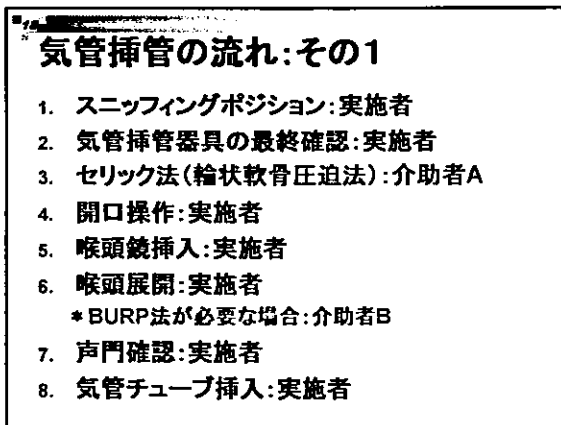 気管挿管の流れ:その1
1. スニッフィングポジション:実施者
2. 気管挿管器具の最終確認:実施者
3. セリック法(輪状軟骨圧迫法):介助者A
4. 開口操作:実施者
5. 喉頭鏡挿入:実施者
6. 喉頭展開:実施者
*BURP法が必要な場合:介助者B
7. 声門確認:実施者
8. 気管チューブ挿入:実施者